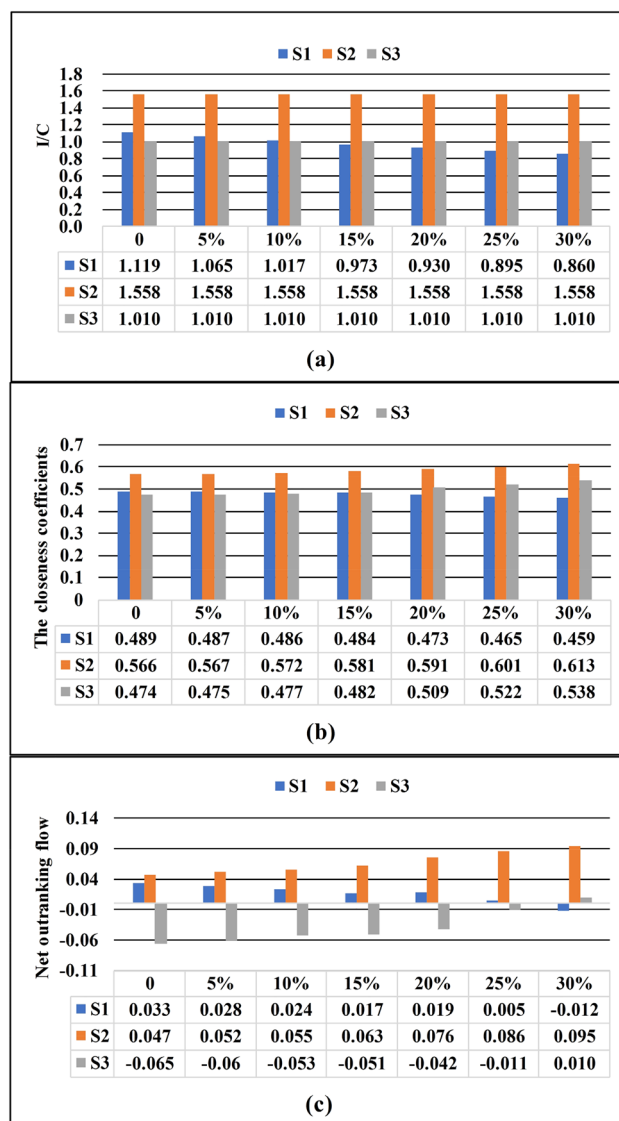 S1 S2 S3
1.8
1.6
1.4
1.2
1.0
0.8
0.6
0.4
0.2
0.0
I/C
0 5% 10% 15% 20% 25% 30%
S1 1.119 1.065 1.017 0.973 0.930 0.895 0.860
S2 1.558 1.558 1.558 1.558 1.558 1.558 1.558
S3 1.010 1.010 1.010 1.010 1.010 1.010 1.010
(a)
S1 S2 S3
0.7
0.6
0.5
0.4
0.3
0.2
0.1
0
The closeness coefficients
0 5% 10% 15% 20% 25% 30%
S1 0.489 0.487 0.486 0.484 0.473 0.465 0.459
S2 0.566 0.567 0.572 0.581 0.591 0.601 0.613
S3 0.474 0.475 0.477 0.482 0.509 0.522 0.538
(b)
S1 S2 S3
0.14
0.09
0.04
-0.01
-0.06
-0.11
Net outranking flow
0 5% 10% 15% 20% 25% 30%
S1 0.033 0.028 0.024 0.017 0.019 0.005 -0.012
S2 0.047 0.052 0.055 0.063 0.076 0.086 0.095
S3 -0.065 -0.06 -0.053 -0.051 -0.042 -0.011 0.010
(c)